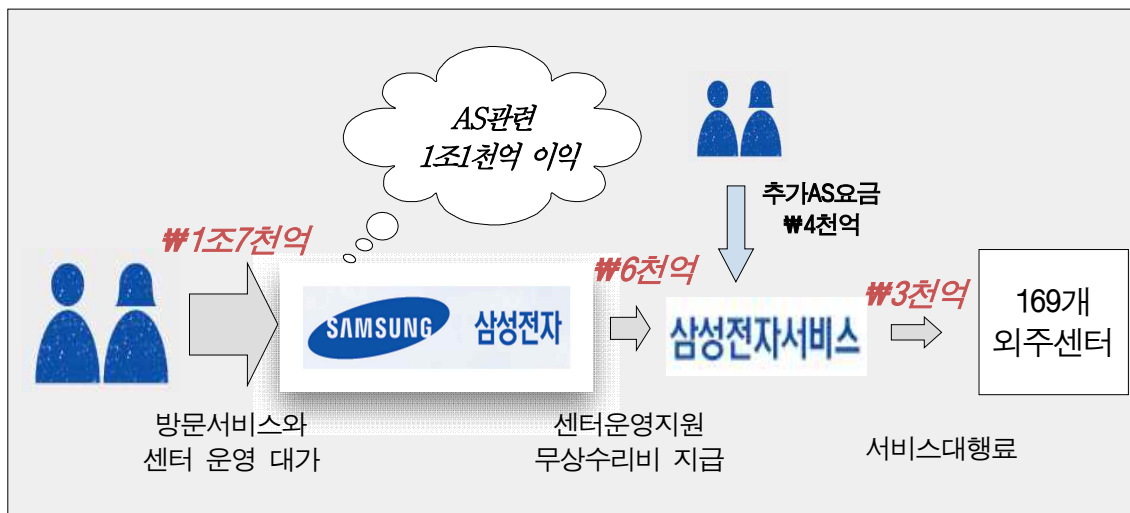 AS관련
1조1천억 이익
추가AS요금
₩4천억
₩1조7천억
₩6천억
₩3천억
SAMSUNG 삼성전자
삼성전자서비스
169개
외주센터
방문서비스와
센터 운영 대가
센터운영지원
무상수리비 지급
서비스대행료